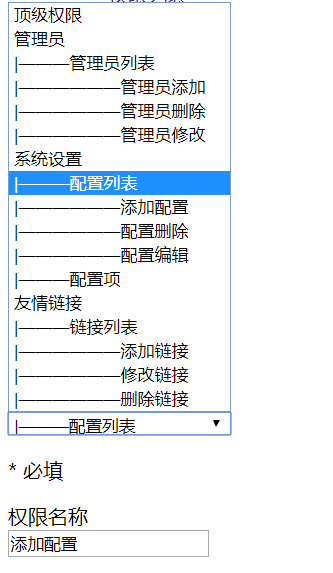 顶级权限
管理员
|———管理员列表
|——————管理员添加
|——————管理员删除
|——————管理员修改
系统设置
|———配置列表
|——————添加配置
|——————配置删除
|——————配置编辑
|———配置项
友情链接
|———链接列表
|——————添加链接
|——————修改链接
|——————删除链接
|———配置列表
* 必填
权限名称
添加配置